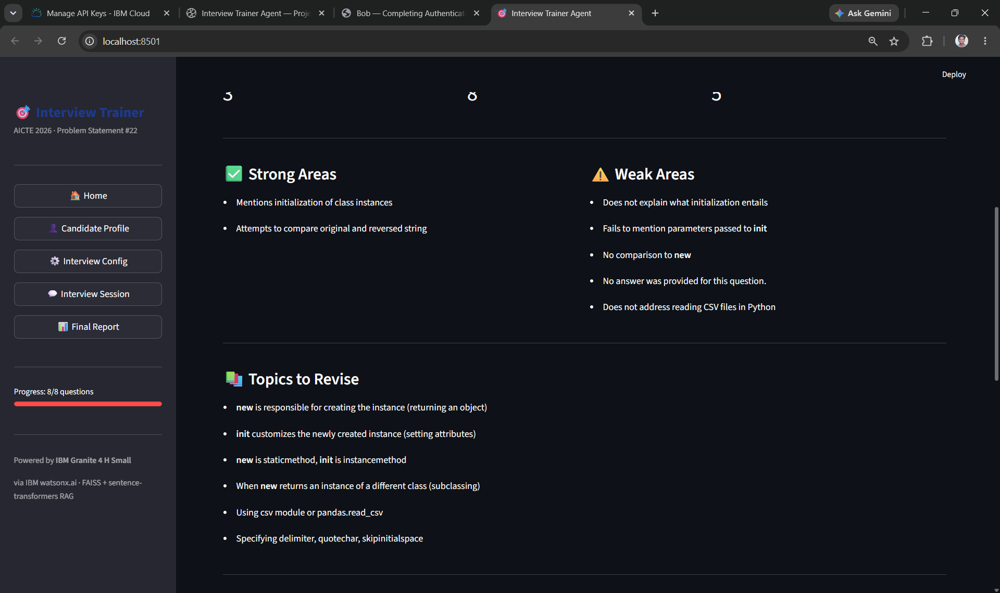 Manage API Keys - IBM Cloud
Interview Trainer Agent — Proje
Bob — Completing Authenticat
Interview Trainer Agent
Ask Gemini
localhost:8501
Deploy
🎯 Interview Trainer
AICTE 2026 · Problem Statement #22
🏠 Home
👤 Candidate Profile
⚙️ Interview Config
💬 Interview Session
📊 Final Report
Progress: 8/8 questions
Powered by IBM Granite 4 H Small
via IBM watsonx.ai · FAISS + sentence-
transformers RAG
8
✅ Strong Areas
• Mentions initialization of class instances
• Attempts to compare original and reversed string
⚠️ Weak Areas
• Does not explain what initialization entails
• Fails to mention parameters passed to init
• No comparison to new
• No answer was provided for this question.
• Does not address reading CSV files in Python
📚 Topics to Revise
• new is responsible for creating the instance (returning an object)
• init customizes the newly created instance (setting attributes)
• new is staticmethod, init is instancemethod
• When new returns an instance of a different class (subclassing)
• Using csv module or pandas.read_csv
• Specifying delimiter, quotechar, skipinitialspace